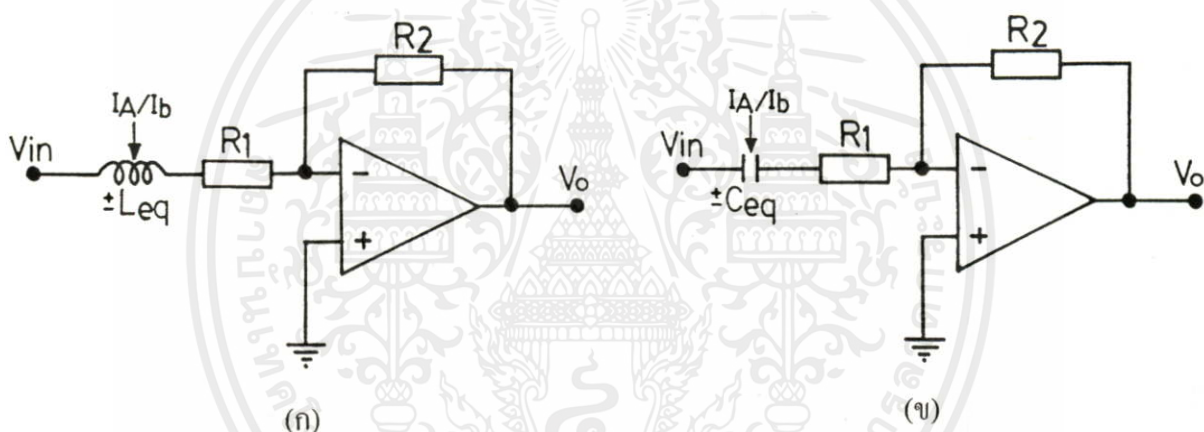 R2
IA/Ib
Vin
R1
±Leq
−
+
Vo
(ก)
R2
IA/Ib
Vin
R1
±Ceq
−
+
Vo
(ข)